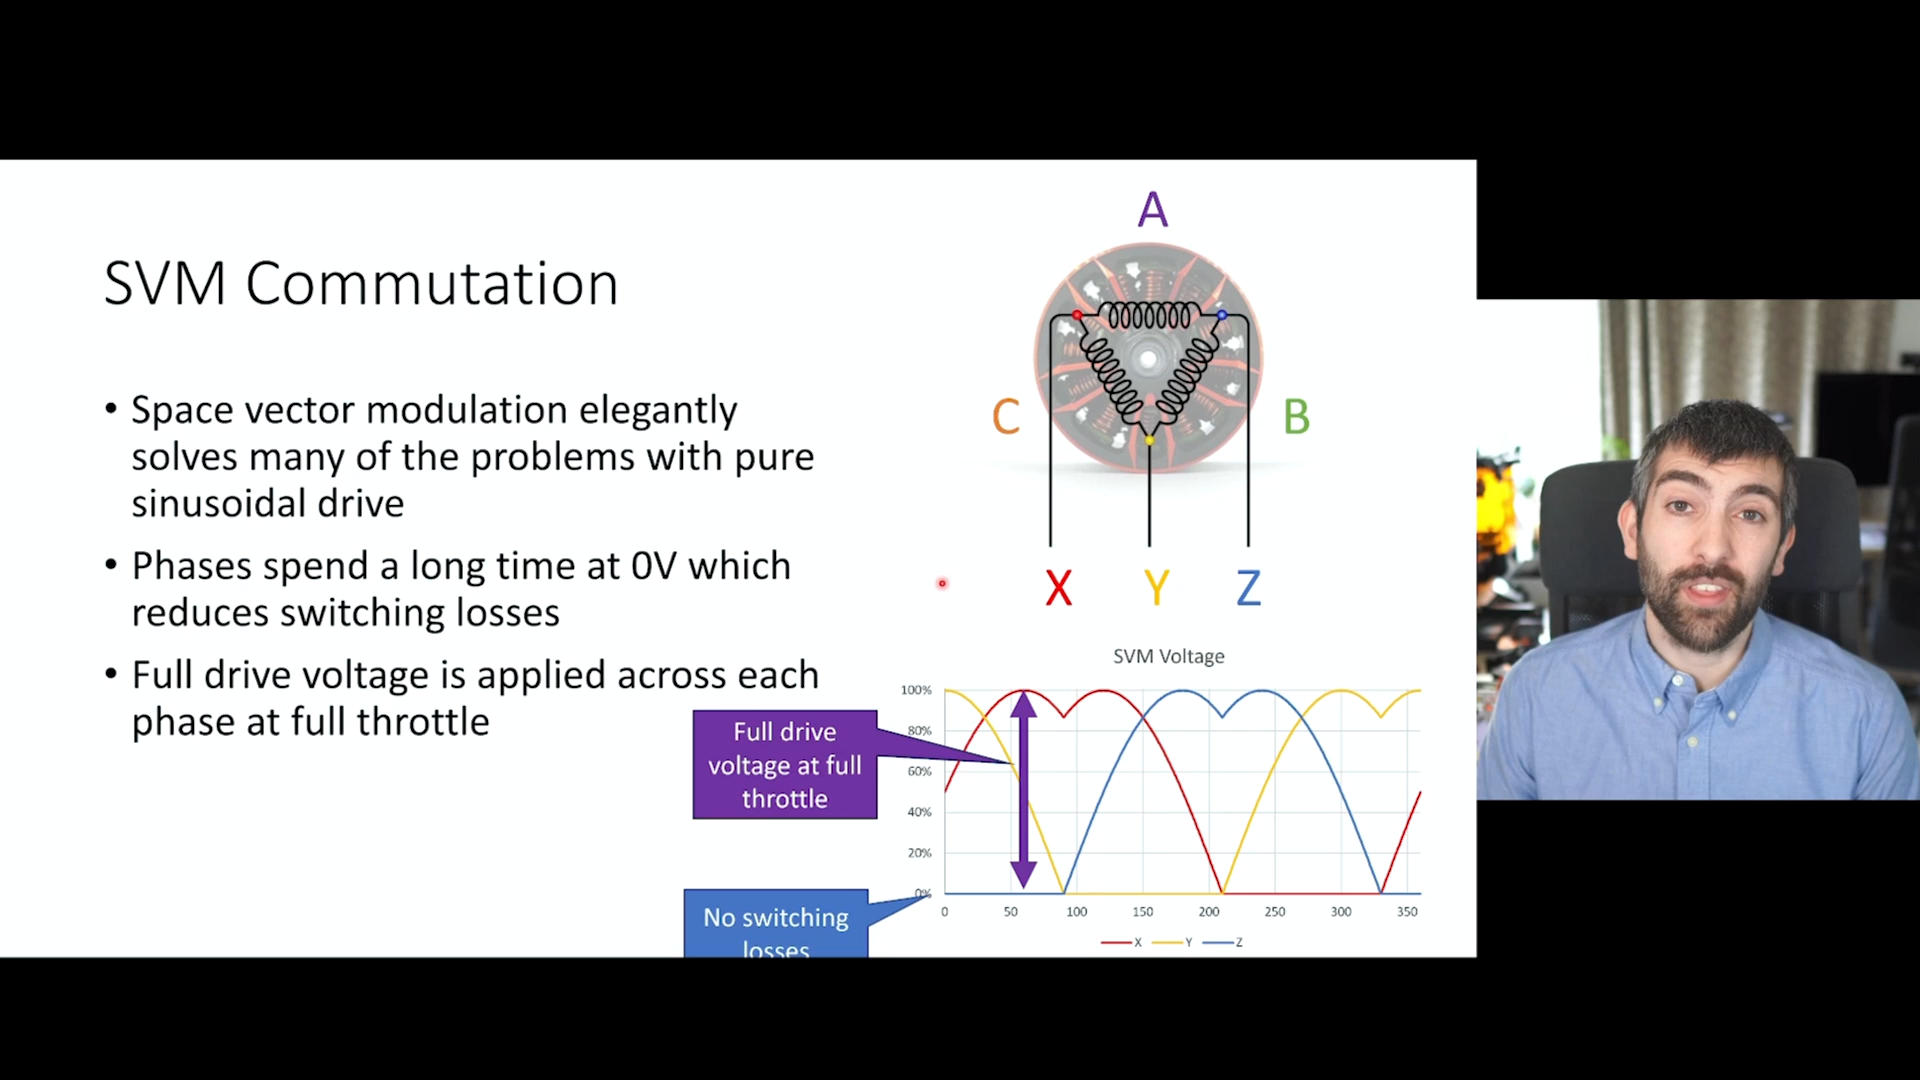 SVM Commutation
• Space vector modulation elegantly
solves many of the problems with pure
sinusoidal drive
• Phases spend a long time at 0V which
reduces switching losses
• Full drive voltage is applied across each
phase at full throttle
A
C
B
X Y Z
SVM Voltage
100%
80%
60%
40%
20%
0%
0 50 100 150 200 250 300 350
X Y Z
Full drive
voltage at full
throttle
No switching
losses